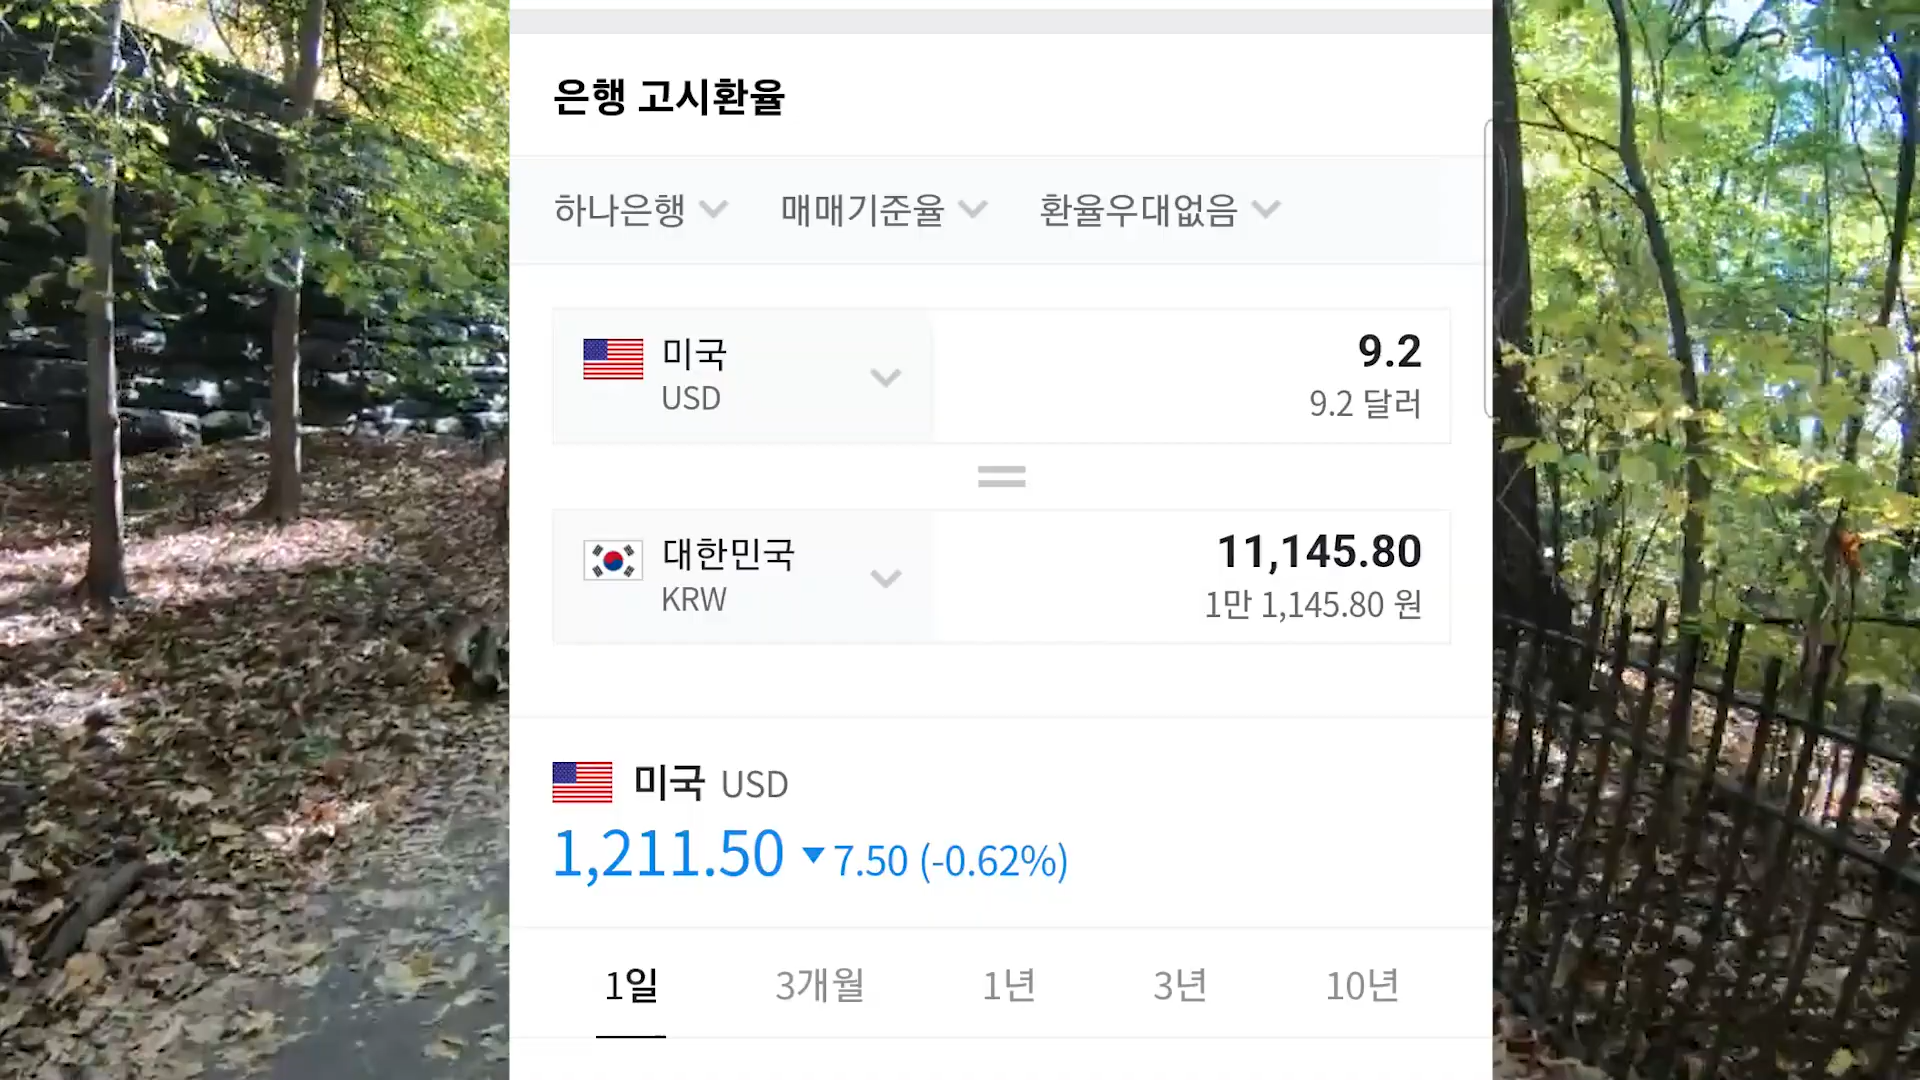 은행 고시환율
하나은행 매매기준율 환율우대없음
미국 9.2
USD 9.2 달러
대한민국 11,145.80
KRW 1만 1,145.80 원
미국 USD
1,211.50 ▼7.50 (-0.62%)
1일 3개월 1년 3년 10년